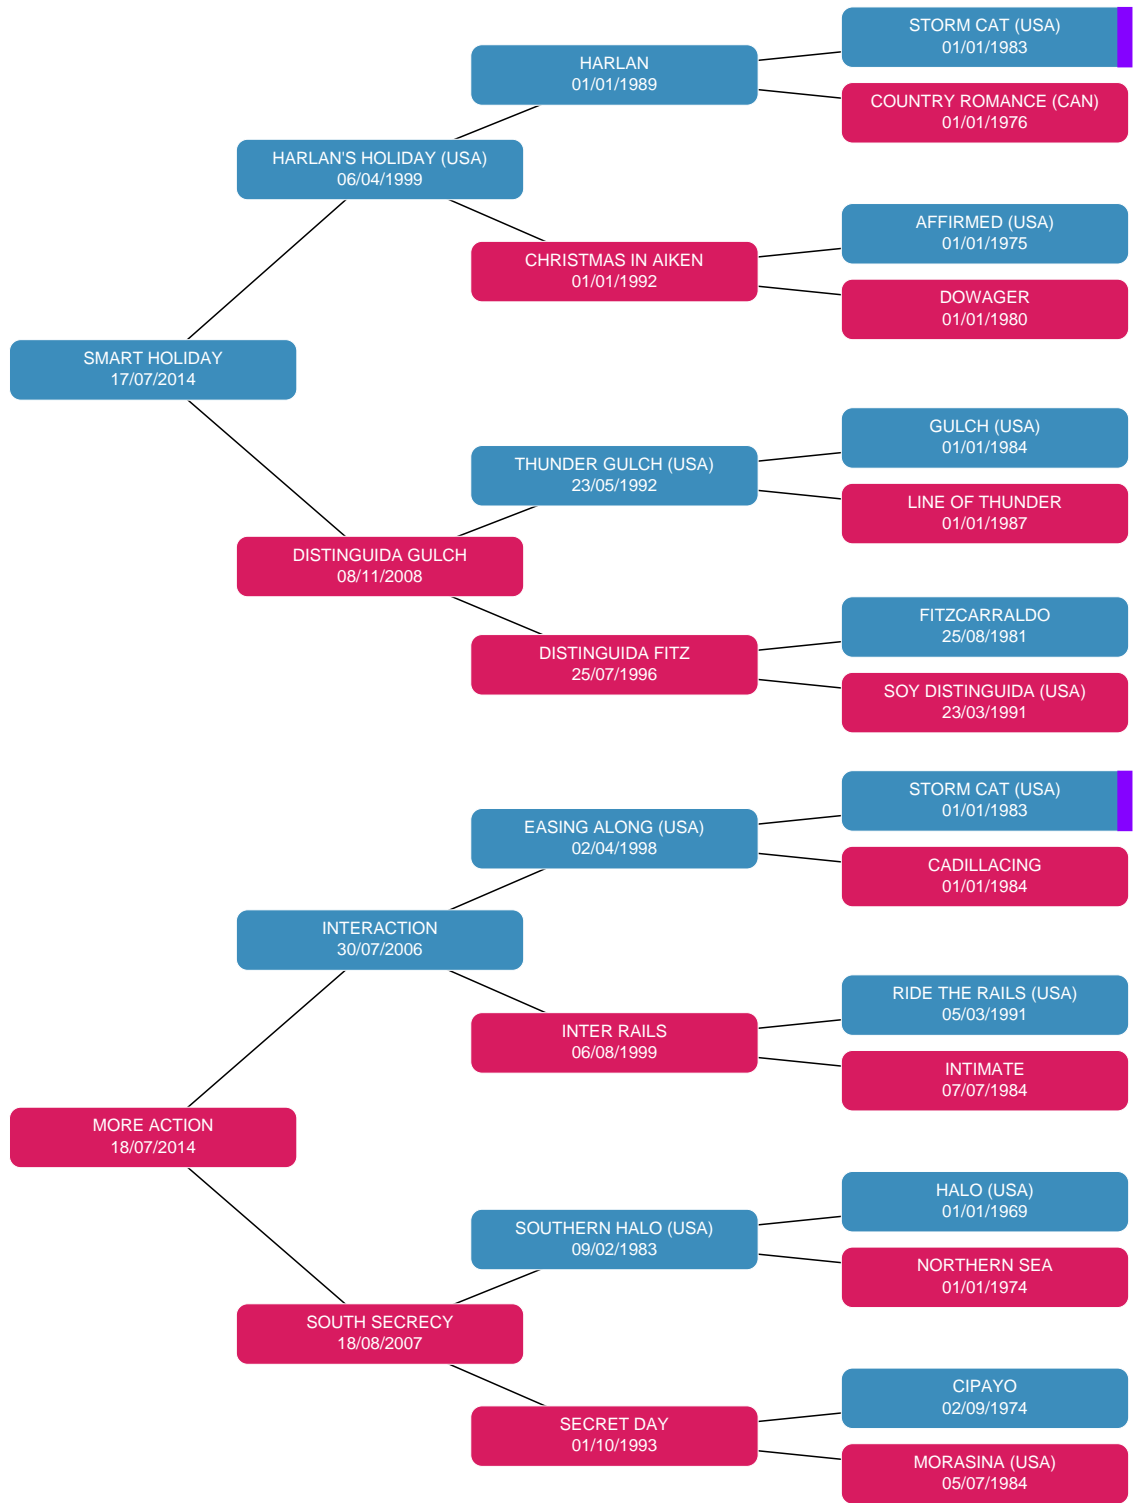 STORM CAT (USA)
01/01/1983
HARLAN
01/01/1989
COUNTRY ROMANCE (CAN)
01/01/1976
HARLAN'S HOLIDAY (USA)
06/04/1999
AFFIRMED (USA)
01/01/1975
CHRISTMAS IN AIKEN
01/01/1992
DOWAGER
01/01/1980
SMART HOLIDAY
17/07/2014
GULCH (USA)
01/01/1984
THUNDER GULCH (USA)
23/05/1992
LINE OF THUNDER
01/01/1987
DISTINGUIDA GULCH
08/11/2008
FITZCARRALDO
25/08/1981
DISTINGUIDA FITZ
25/07/1996
SOY DISTINGUIDA (USA)
23/03/1991
STORM CAT (USA)
01/01/1983
EASING ALONG (USA)
02/04/1998
CADILLACING
01/01/1984
INTERACTION
30/07/2006
RIDE THE RAILS (USA)
05/03/1991
INTER RAILS
06/08/1999
INTIMATE
07/07/1984
MORE ACTION
18/07/2014
HALO (USA)
01/01/1969
SOUTHERN HALO (USA)
09/02/1983
NORTHERN SEA
01/01/1974
SOUTH SECRECY
18/08/2007
CIPAYO
02/09/1974
SECRET DAY
01/10/1993
MORASINA (USA)
05/07/1984